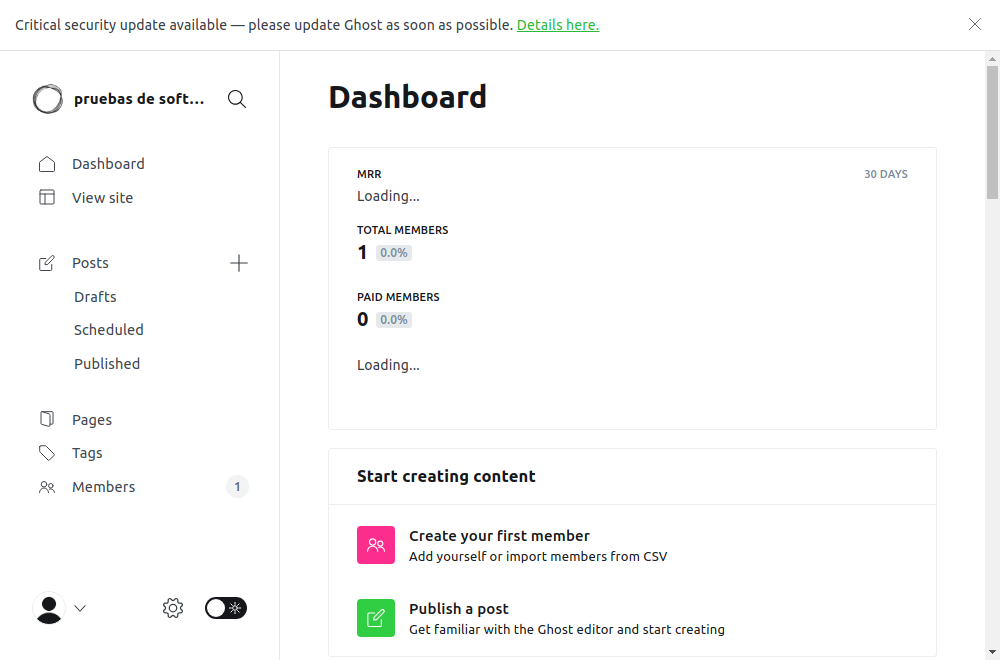 Critical security update available — please update Ghost as soon as possible. Details here.
pruebas de soft...
Dashboard
View site
Posts
Drafts
Scheduled
Published
Pages
Tags
Members 1
Dashboard
MRR 30 DAYS
Loading...
TOTAL MEMBERS
1 0.0%
PAID MEMBERS
0 0.0%
Loading...
Start creating content
Create your first member
Add yourself or import members from CSV
Publish a post
Get familiar with the Ghost editor and start creating